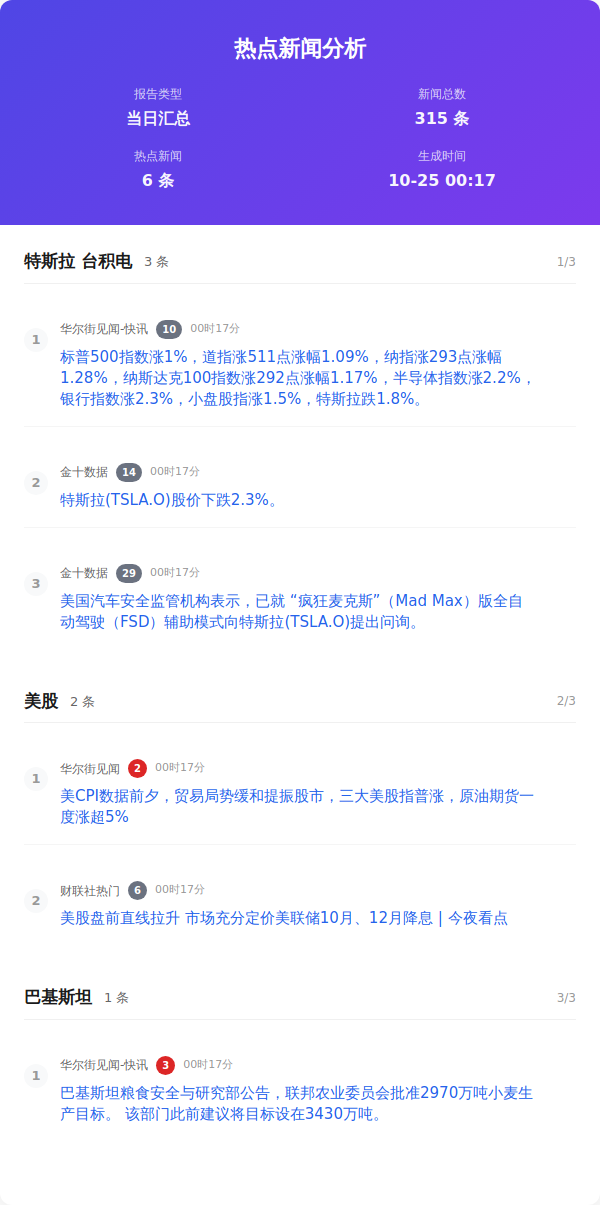 热点新闻分析
报告类型
当日汇总
新闻总数
315 条
热点新闻
6 条
生成时间
10-25 00:17
特斯拉 台积电 3 条 1/3
1
华尔街见闻-快讯 10 00时17分
标普500指数涨1%，道指涨511点涨幅1.09%，纳指涨293点涨幅
1.28%，纳斯达克100指数涨292点涨幅1.17%，半导体指数涨2.2%，
银行指数涨2.3%，小盘股指涨1.5%，特斯拉跌1.8%。
2
金十数据 14 00时17分
特斯拉(TSLA.O)股价下跌2.3%。
3
金十数据 29 00时17分
美国汽车安全监管机构表示，已就 “疯狂麦克斯”（Mad Max）版全自
动驾驶（FSD）辅助模式向特斯拉(TSLA.O)提出问询。
美股 2 条 2/3
1
华尔街见闻 2 00时17分
美CPI数据前夕，贸易局势缓和提振股市，三大美股指普涨，原油期货一
度涨超5%
2
财联社热门 6 00时17分
美股盘前直线拉升 市场充分定价美联储10月、12月降息 | 今夜看点
巴基斯坦 1 条 3/3
1
华尔街见闻-快讯 3 00时17分
巴基斯坦粮食安全与研究部公告，联邦农业委员会批准2970万吨小麦生
产目标。 该部门此前建议将目标设在3430万吨。